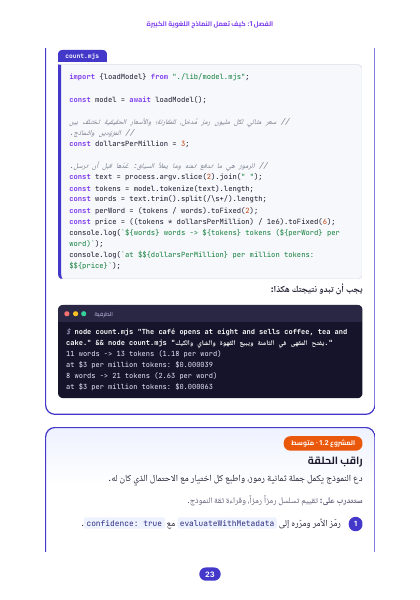 الفصل 1: كيف تعمل النماذج اللغوية الكبيرة
count.mjs
import {loadModel} from "./lib/model.mjs";
const model = await loadModel();
// سعر مثالي لكل مليون رمز مُدخل، للمقارنة؛ والأسعار الحقيقية تختلف بين
// المزوّدين والنماذج.
const dollarsPerMillion = 3;
// الرموز هي ما تدفع ثمنه وما يملأ السياق: عُدّها قبل أن ترسل.
const text = process.argv.slice(2).join(" ");
const tokens = model.tokenize(text).length;
const words = text.trim().split(/\s+/).length;
const perWord = (tokens / words).toFixed(2);
const price = ((tokens * dollarsPerMillion) / 1e6).toFixed(6);
console.log(`${words} words -> ${tokens} tokens (${perWord} per
word)`);
console.log(`at $${dollarsPerMillion} per million tokens:
$${price}`);
يجب أن تبدو نتيجتك هكذا:
الطرفية
$ node count.mjs "The café opens at eight and sells coffee, tea and
cake." && node count.mjs "يفتح المقهى في الثامنة ويبيع القهوة والشاي والكيك."
11 words -> 13 tokens (1.18 per word)
at $3 per million tokens: $0.000039
8 words -> 21 tokens (2.63 per word)
at $3 per million tokens: $0.000063
المشروع 1.2 · متوسط
راقب الحلقة
دع النموذج يكمل جملة ثمانية رموز، واطبع كل اختيار مع الاحتمال الذي كان له.
ستتدرب على: تقييم تسلسل رمزاً رمزاً، وقراءة ثقة النموذج.
1 رمّز الأمر ومرّره إلى evaluateWithMetadata مع confidence: true.
23